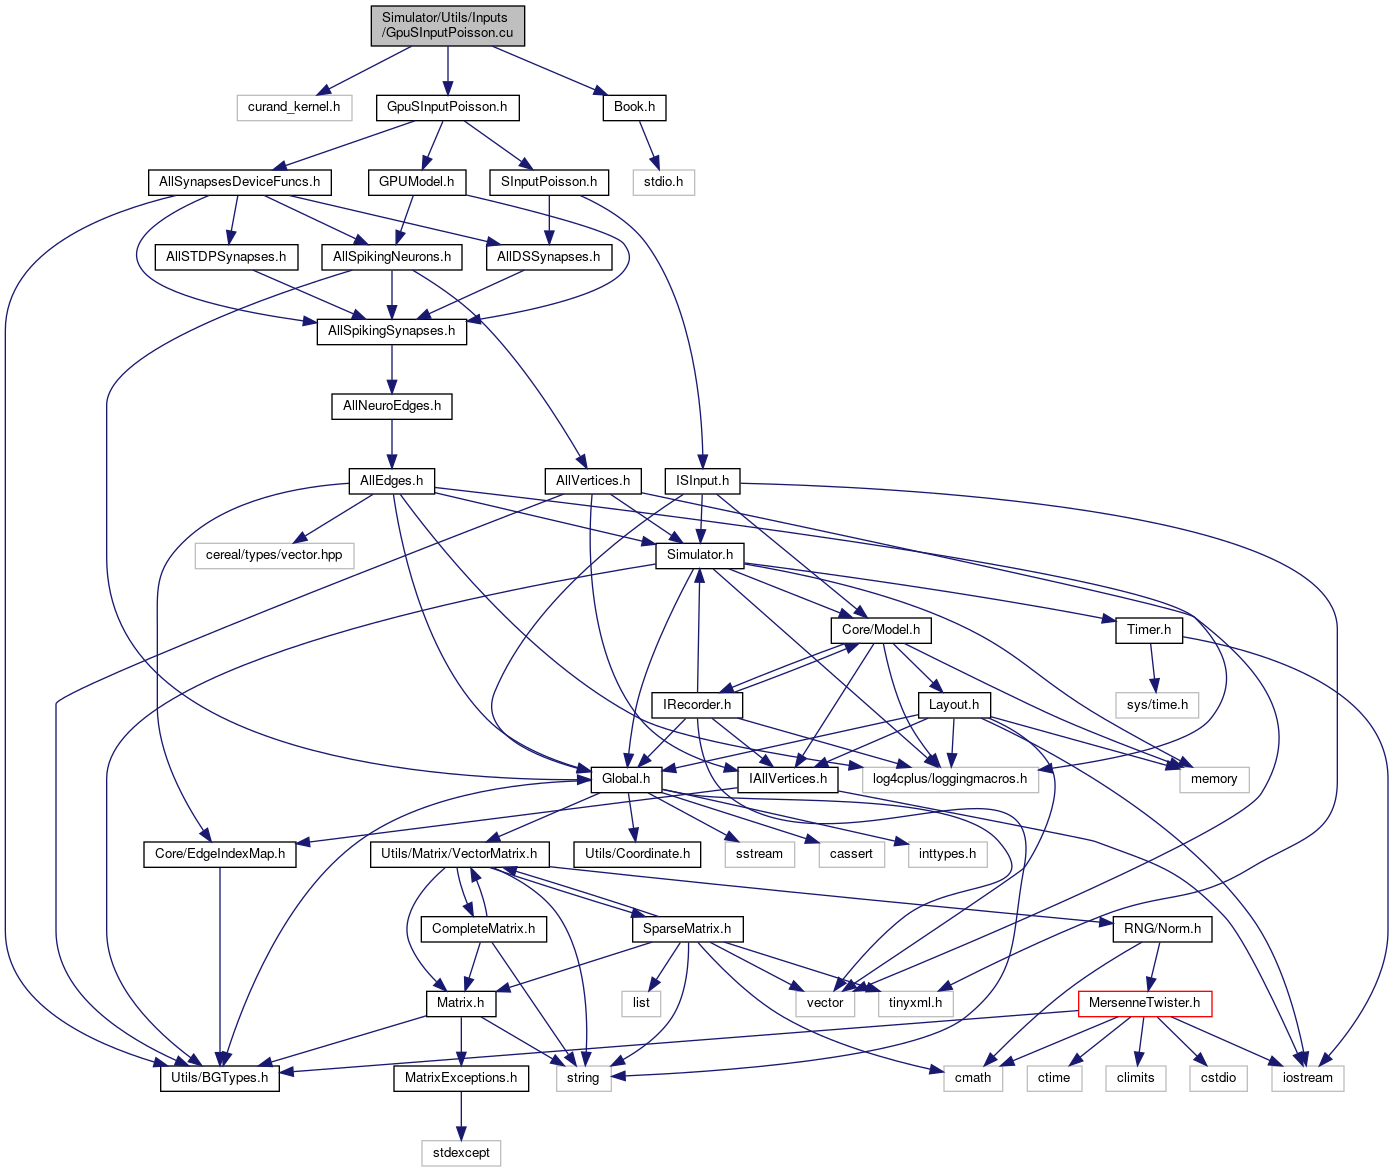 Simulator/Utils/Inputs
/GpuSInputPoisson.cu
curand_kernel.h
GpuSInputPoisson.h
Book.h
AllSynapsesDeviceFuncs.h
GPUModel.h
SInputPoisson.h
stdio.h
AllSTDPSynapses.h
AllSpikingNeurons.h
AllDSSynapses.h
AllSpikingSynapses.h
AllNeuroEdges.h
AllEdges.h
AllVertices.h
ISInput.h
cereal/types/vector.hpp
Simulator.h
Core/Model.h
Timer.h
IRecorder.h
Layout.h
sys/time.h
Global.h
IAllVertices.h
log4cplus/loggingmacros.h
memory
Core/EdgeIndexMap.h
Utils/Matrix/VectorMatrix.h
Utils/Coordinate.h
sstream
cassert
inttypes.h
CompleteMatrix.h
SparseMatrix.h
RNG/Norm.h
Matrix.h
list
vector
tinyxml.h
MersenneTwister.h
Utils/BGTypes.h
MatrixExceptions.h
string
cmath
ctime
climits
cstdio
iostream
stdexcept